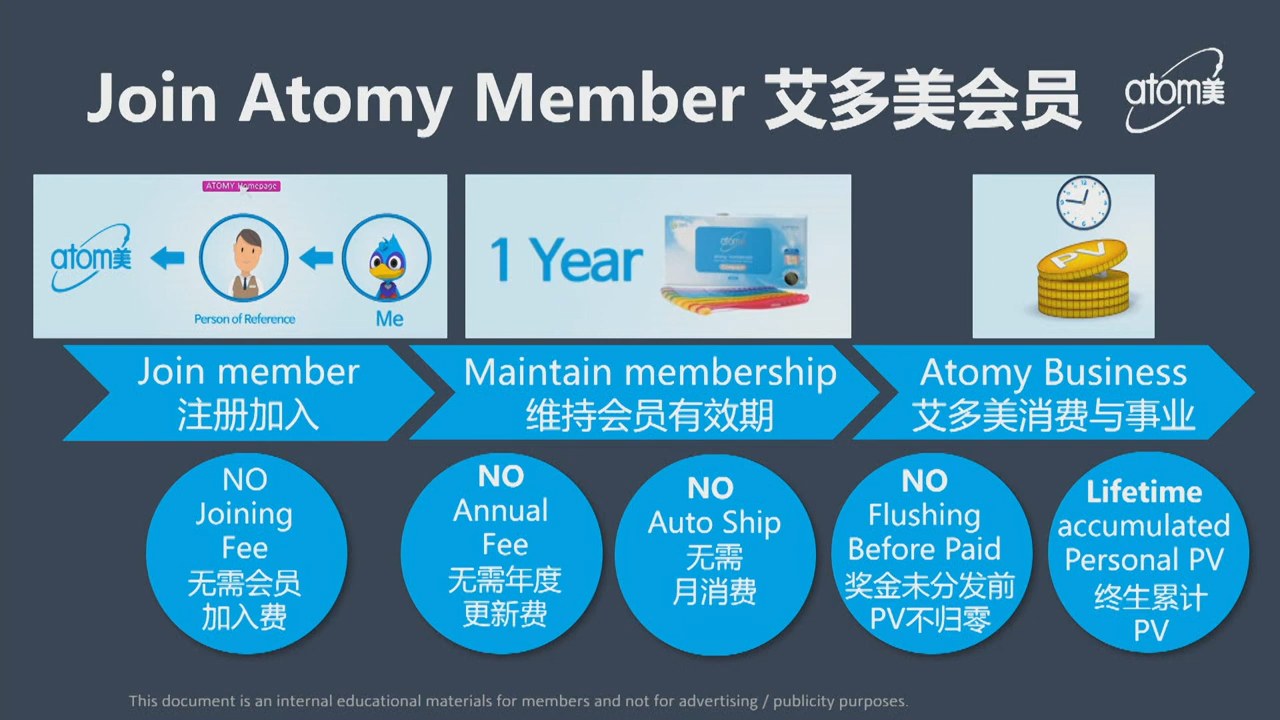 Join Atomy Member 艾多美会员
atom美
ATOMY Homepage
atom美
Person of Reference
Me
1 Year
atom美
PV
Join member
注册加入
Maintain membership
维持会员有效期
Atomy Business
艾多美消费与事业
NO
Joining
Fee
无需会员
加入费
NO
Annual
Fee
无需年度
更新费
NO
Auto Ship
无需
月消费
NO
Flushing
Before Paid
奖金未分发前
PV不归零
Lifetime
accumulated
Personal PV
终生累计
PV
This document is an internal educational materials for members and not for advertising / publicity purposes.